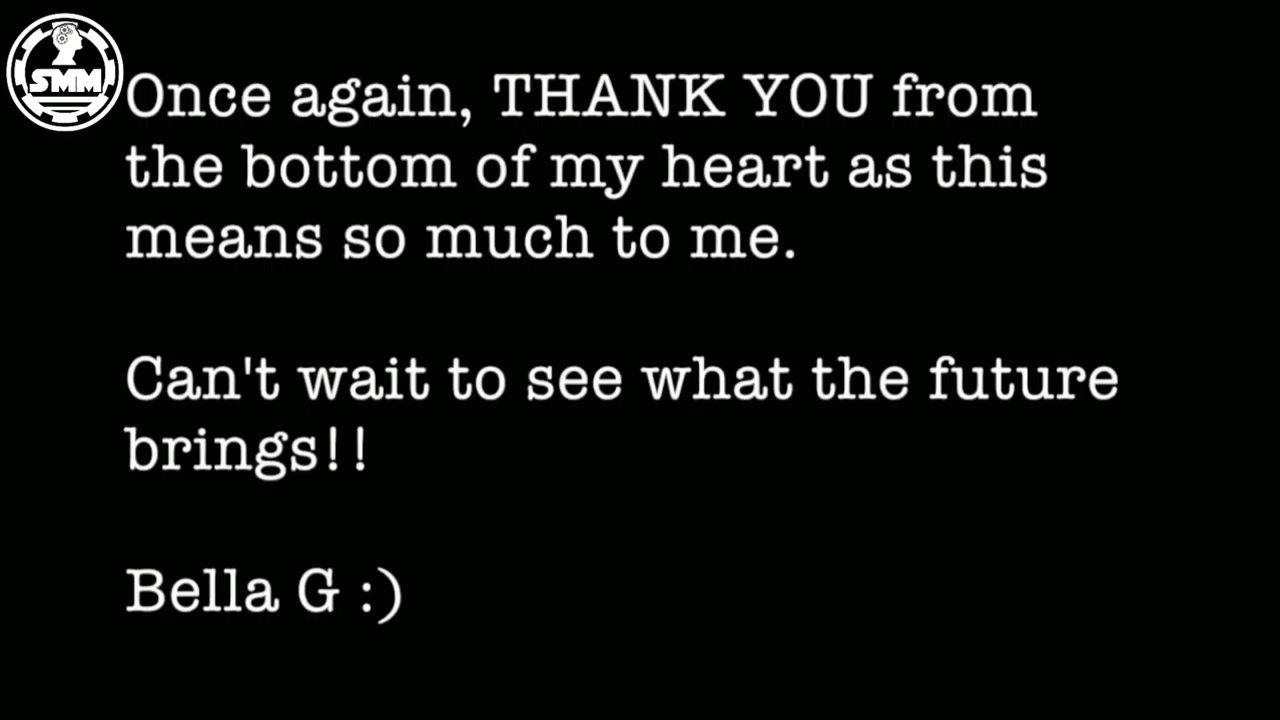 SMM
Once again, THANK YOU from
the bottom of my heart as this
means so much to me.
Can't wait to see what the future
brings!!
Bella G :)